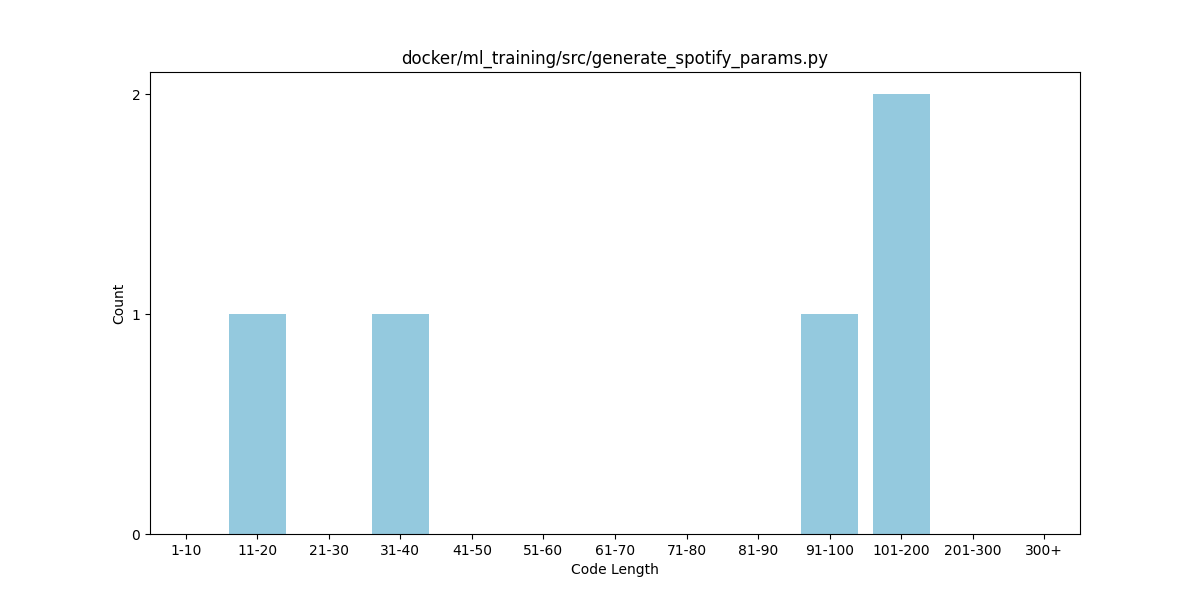 docker/ml_training/src/generate_spotify_params.py
Count
2
1
0
1-10 11-20 21-30 31-40 41-50 51-60 61-70 71-80 81-90 91-100 101-200 201-300 300+
Code Length